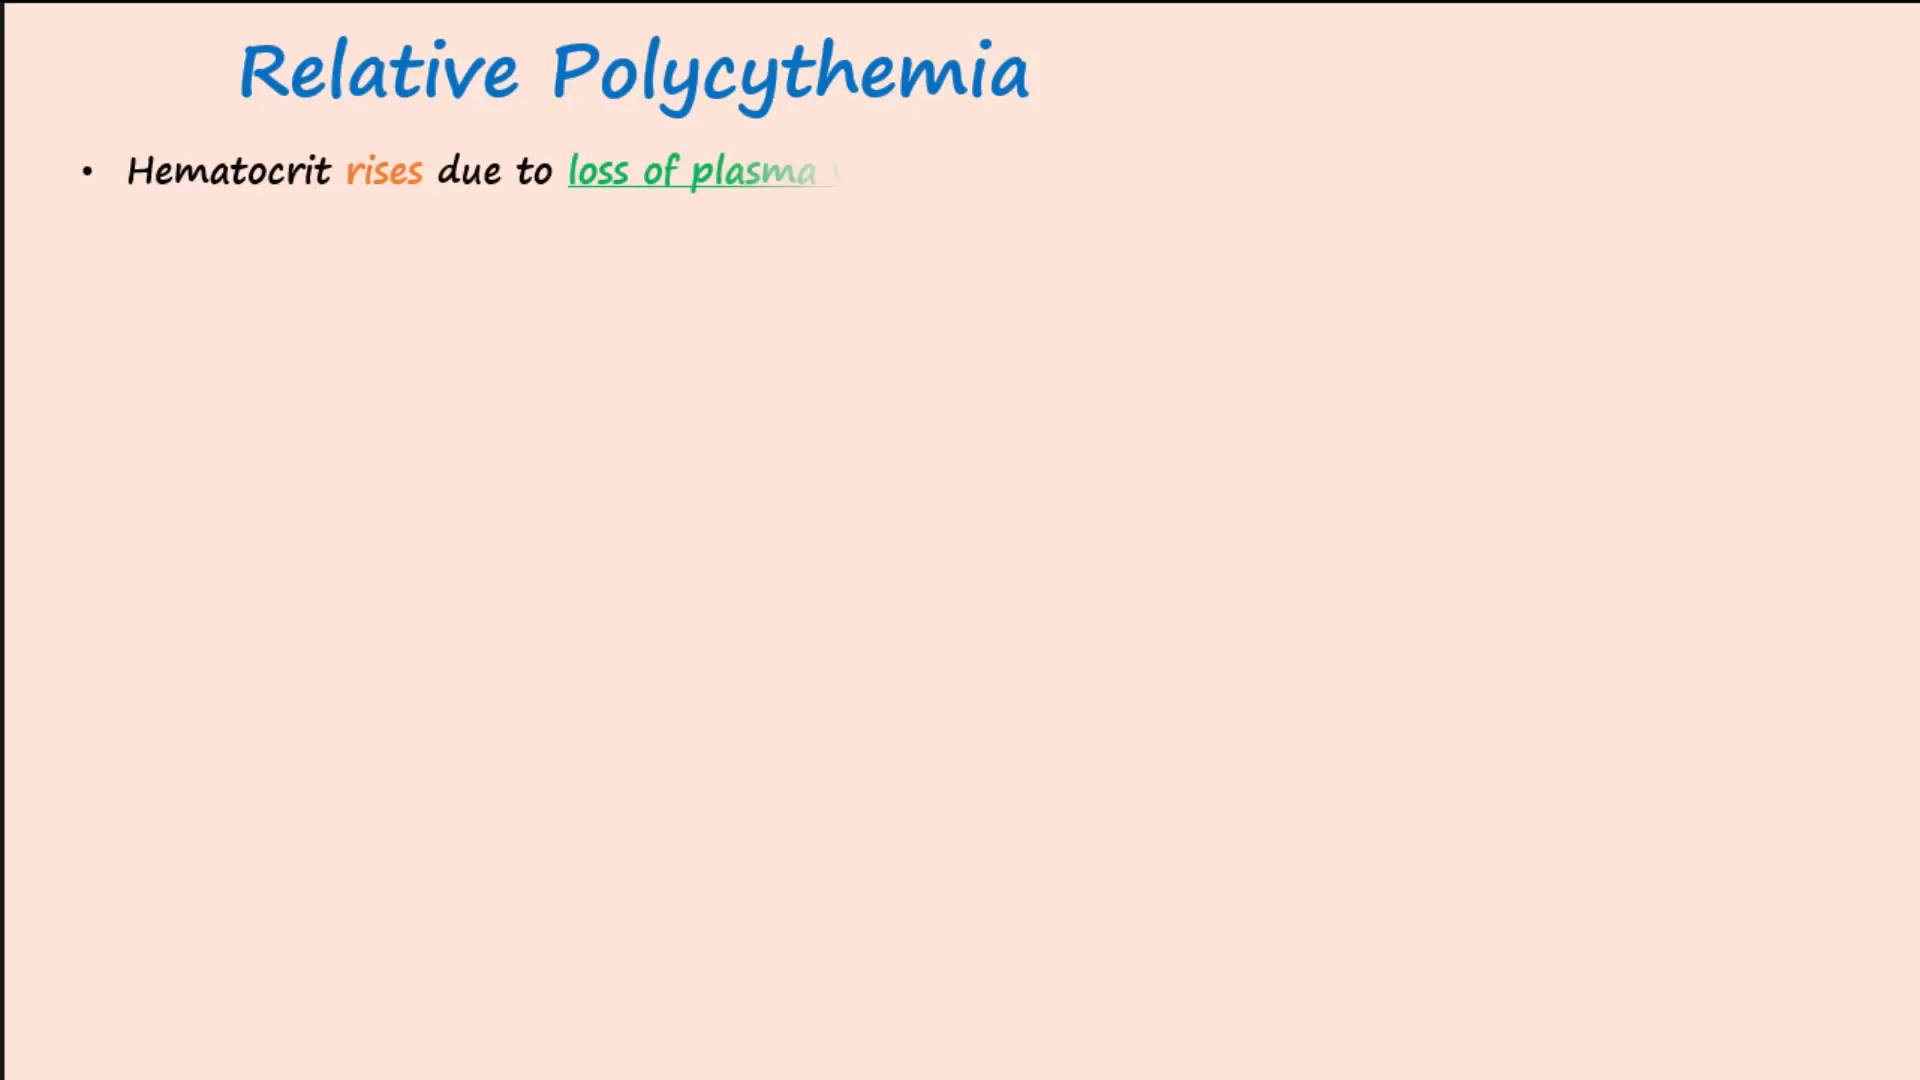 Relative Polycythemia
• Hematocrit rises due to loss of plasma